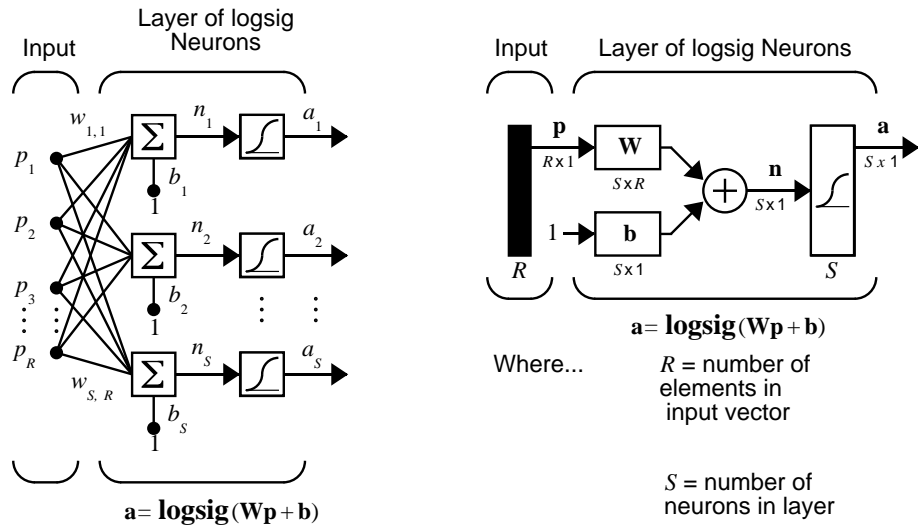 Input
Layer of logsig
Neurons
w1,1
n1
a1
Σ
p1
b1
1
p2
n2
a2
Σ
p3
b2
1
pR
nS
aS
Σ
wS, R
bS
1
a= logsig(Wp+b)
Input
Layer of logsig Neurons
p
W
a
R x 1
S x R
S x 1
n
+
S x 1
1
b
S x 1
R
S
a= logsig(Wp+b)
Where...
R = number of
elements in
input vector
S = number of
neurons in layer